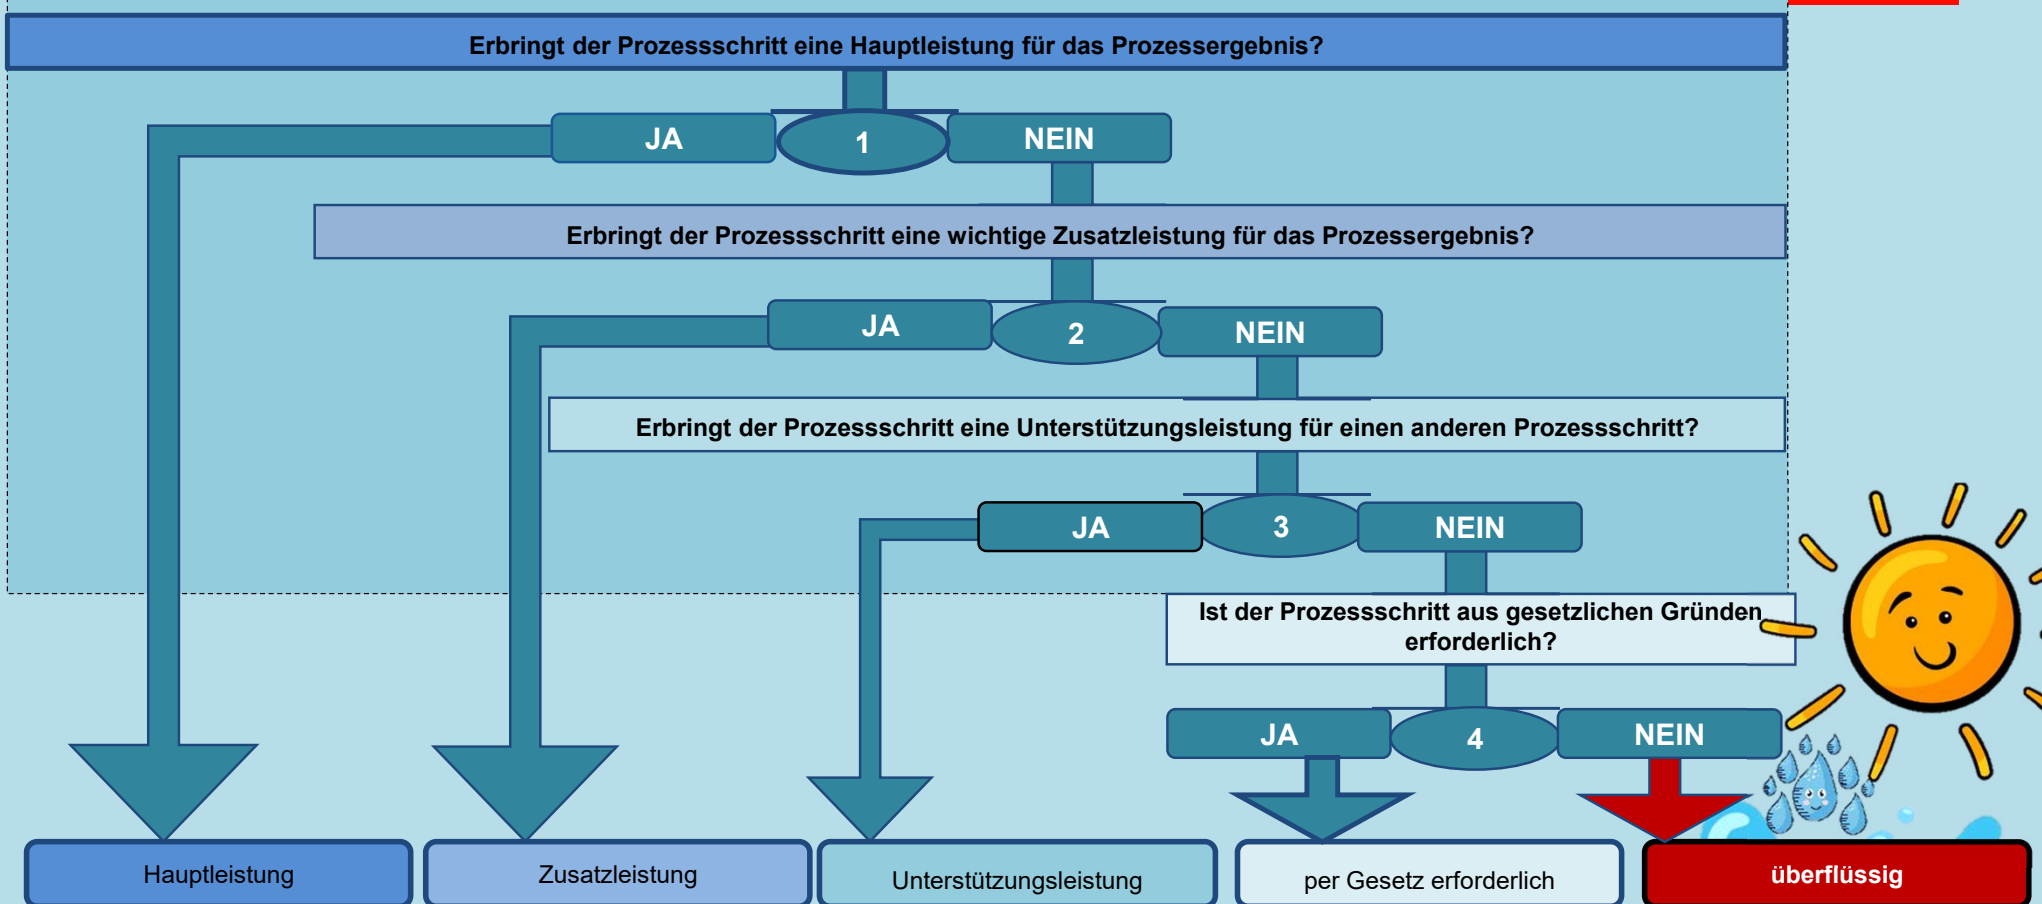 Erbringt der Prozessschritt eine Hauptleistung für das Prozessergebnis?
JA
1
NEIN
Erbringt der Prozessschritt eine wichtige Zusatzleistung für das Prozessergebnis?
JA
2
NEIN
Erbringt der Prozessschritt eine Unterstützungsleistung für einen anderen Prozessschritt?
JA
3
NEIN
Ist der Prozessschritt aus gesetzlichen Gründen
erforderlich?
JA
4
NEIN
Hauptleistung
Zusatzleistung
Unterstützungsleistung
per Gesetz erforderlich
überflüssig